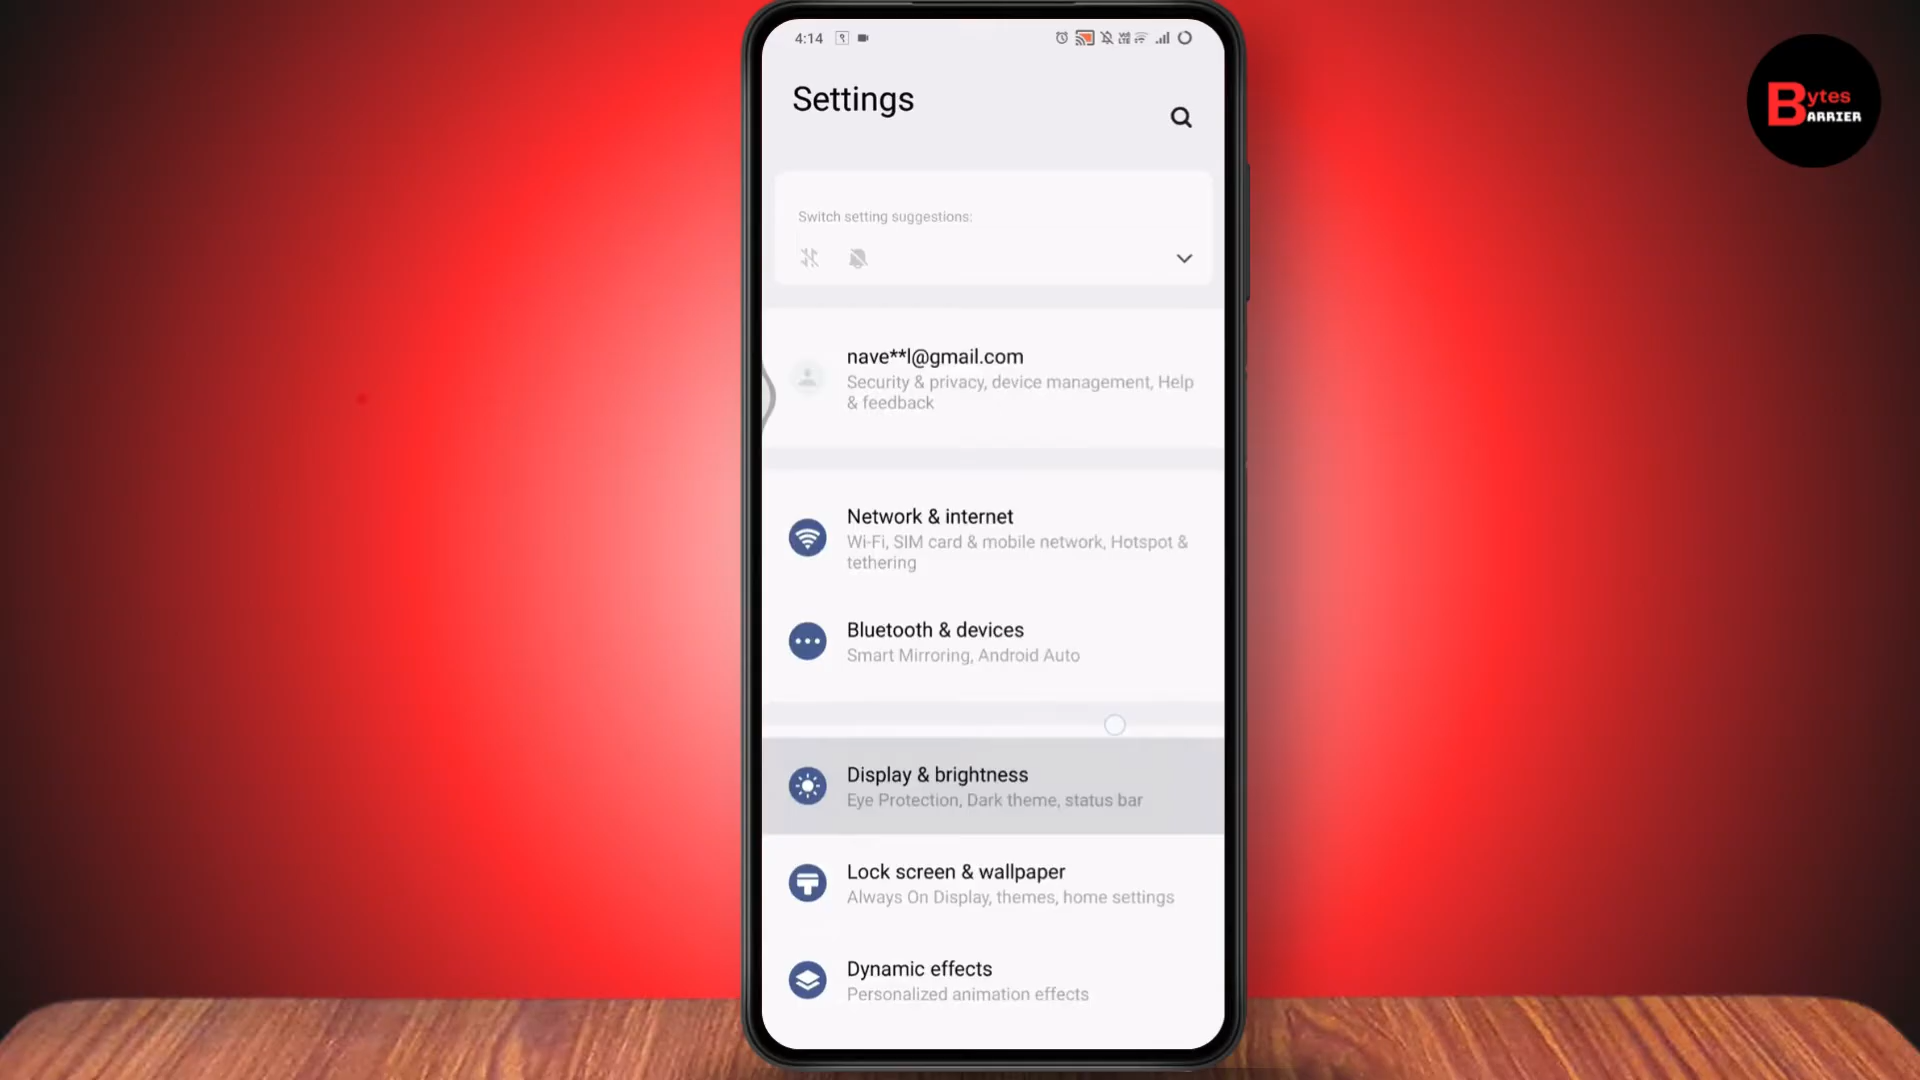 4:14
Settings
Switch setting suggestions:
nave**l@gmail.com
Security & privacy, device management, Help
& feedback
Network & internet
Wi-Fi, SIM card & mobile network, Hotspot &
tethering
Bluetooth & devices
Smart Mirroring, Android Auto
Display & brightness
Eye Protection, Dark theme, status bar
Lock screen & wallpaper
Always On Display, themes, home settings
Dynamic effects
Personalized animation effects
Bytes
BARRIER